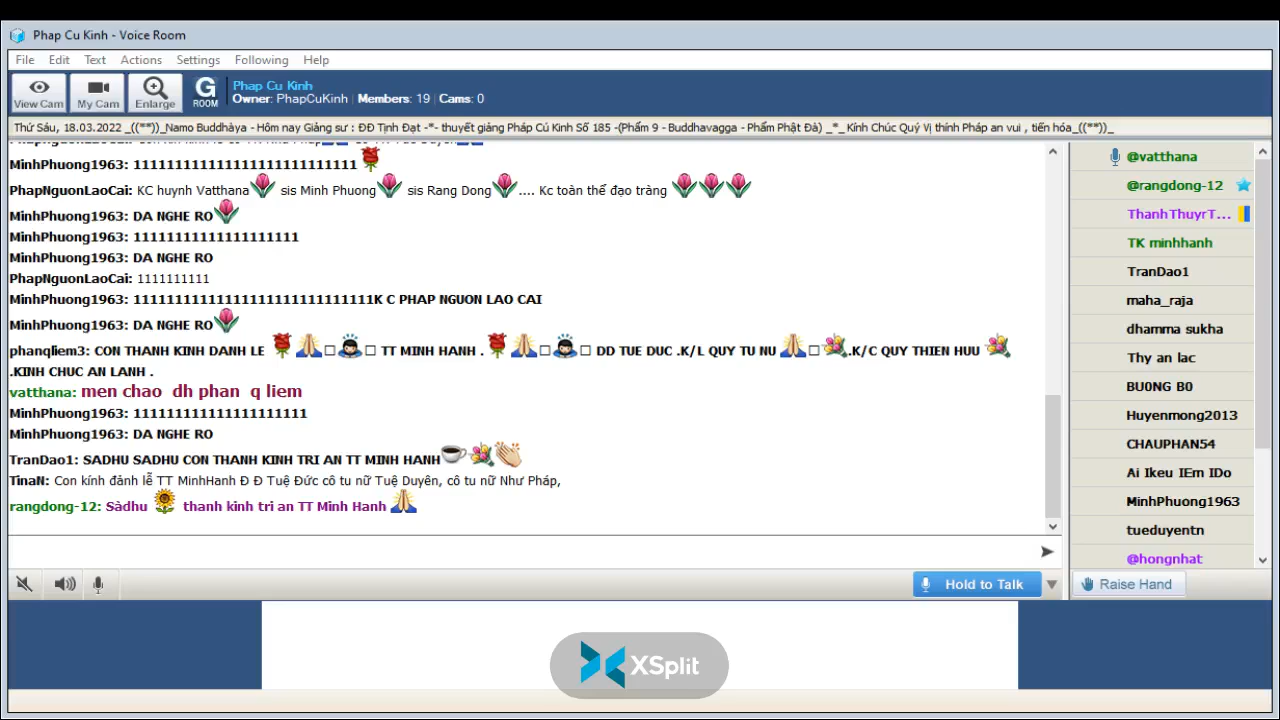 Phap Cu Kinh - Voice Room
File Edit Text Actions Settings Following Help
View Cam My Cam Enlarge G ROOM
Phap Cu Kinh
Owner: PhapCuKinh | Members: 19 | Cams: 0
Thứ Sáu, 18.03.2022 _((**))_Namo Buddhàya - Hôm nay Giảng sư : ĐĐ Tịnh Đạt -*- thuyết giảng Pháp Cú Kinh Số 185 -(Phẩm 9 - Buddhavagga - Phẩm Phật Đà) _*_ Kính Chúc Quý Vị thính Pháp an vui , tiến hóa_((**))_
MinhPhuong1963: 111111111111111111111111111
PhapNguonLaoCai: KC huynh Vatthana sis Minh Phuong sis Rang Dong .... Kc toàn thể đạo tràng
MinhPhuong1963: DA NGHE RO
MinhPhuong1963: 11111111111111111111
MinhPhuong1963: DA NGHE RO
PhapNguonLaoCai: 1111111111
MinhPhuong1963: 11111111111111111111111111111K C PHAP NGUON LAO CAI
MinhPhuong1963: DA NGHE RO
phanqliem3: CON THANH KINH DANH LE TT MINH HANH . DD TUE DUC .K/L QUY TU NU .K/C QUY THIEN HUU
.KINH CHUC AN LANH .
vatthana: men chao dh phan q liem
MinhPhuong1963: 111111111111111111111
MinhPhuong1963: DA NGHE RO
TranDao1: SADHU SADHU CON THANH KINH TRI AN TT MINH HANH
TinaN: Con kính đảnh lễ TT MinhHanh Đ Đ Tuệ Đức cô tu nữ Tuệ Duyên, cô tu nữ Như Pháp,
rangdong-12: Sàdhu thanh kinh tri an TT Minh Hanh
@vatthana
@rangdong-12
ThanhThuyrT...
TK minhhanh
TranDao1
maha_raja
dhamma sukha
Thy an lac
BU0NG B0
Huyenmong2013
CHAUPHAN54
Ai Ikeu IEm IDo
MinhPhuong1963
tueduyentn
@hongnhat
Hold to Talk
Raise Hand
XSplit